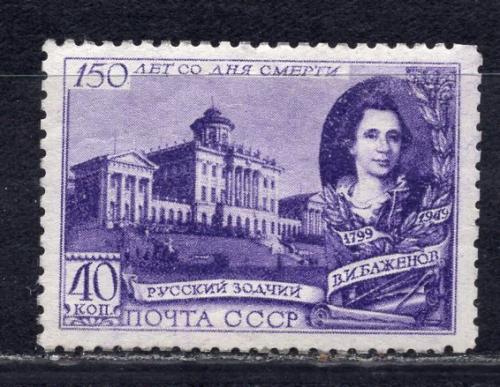 150 ЛЕТ СО ДНЯ СМЕРТИ
1799 1949
В.И.БАЖЕНОВ
40 КОП.
РУССКИЙ ЗОДЧИЙ
ПОЧТА СССР